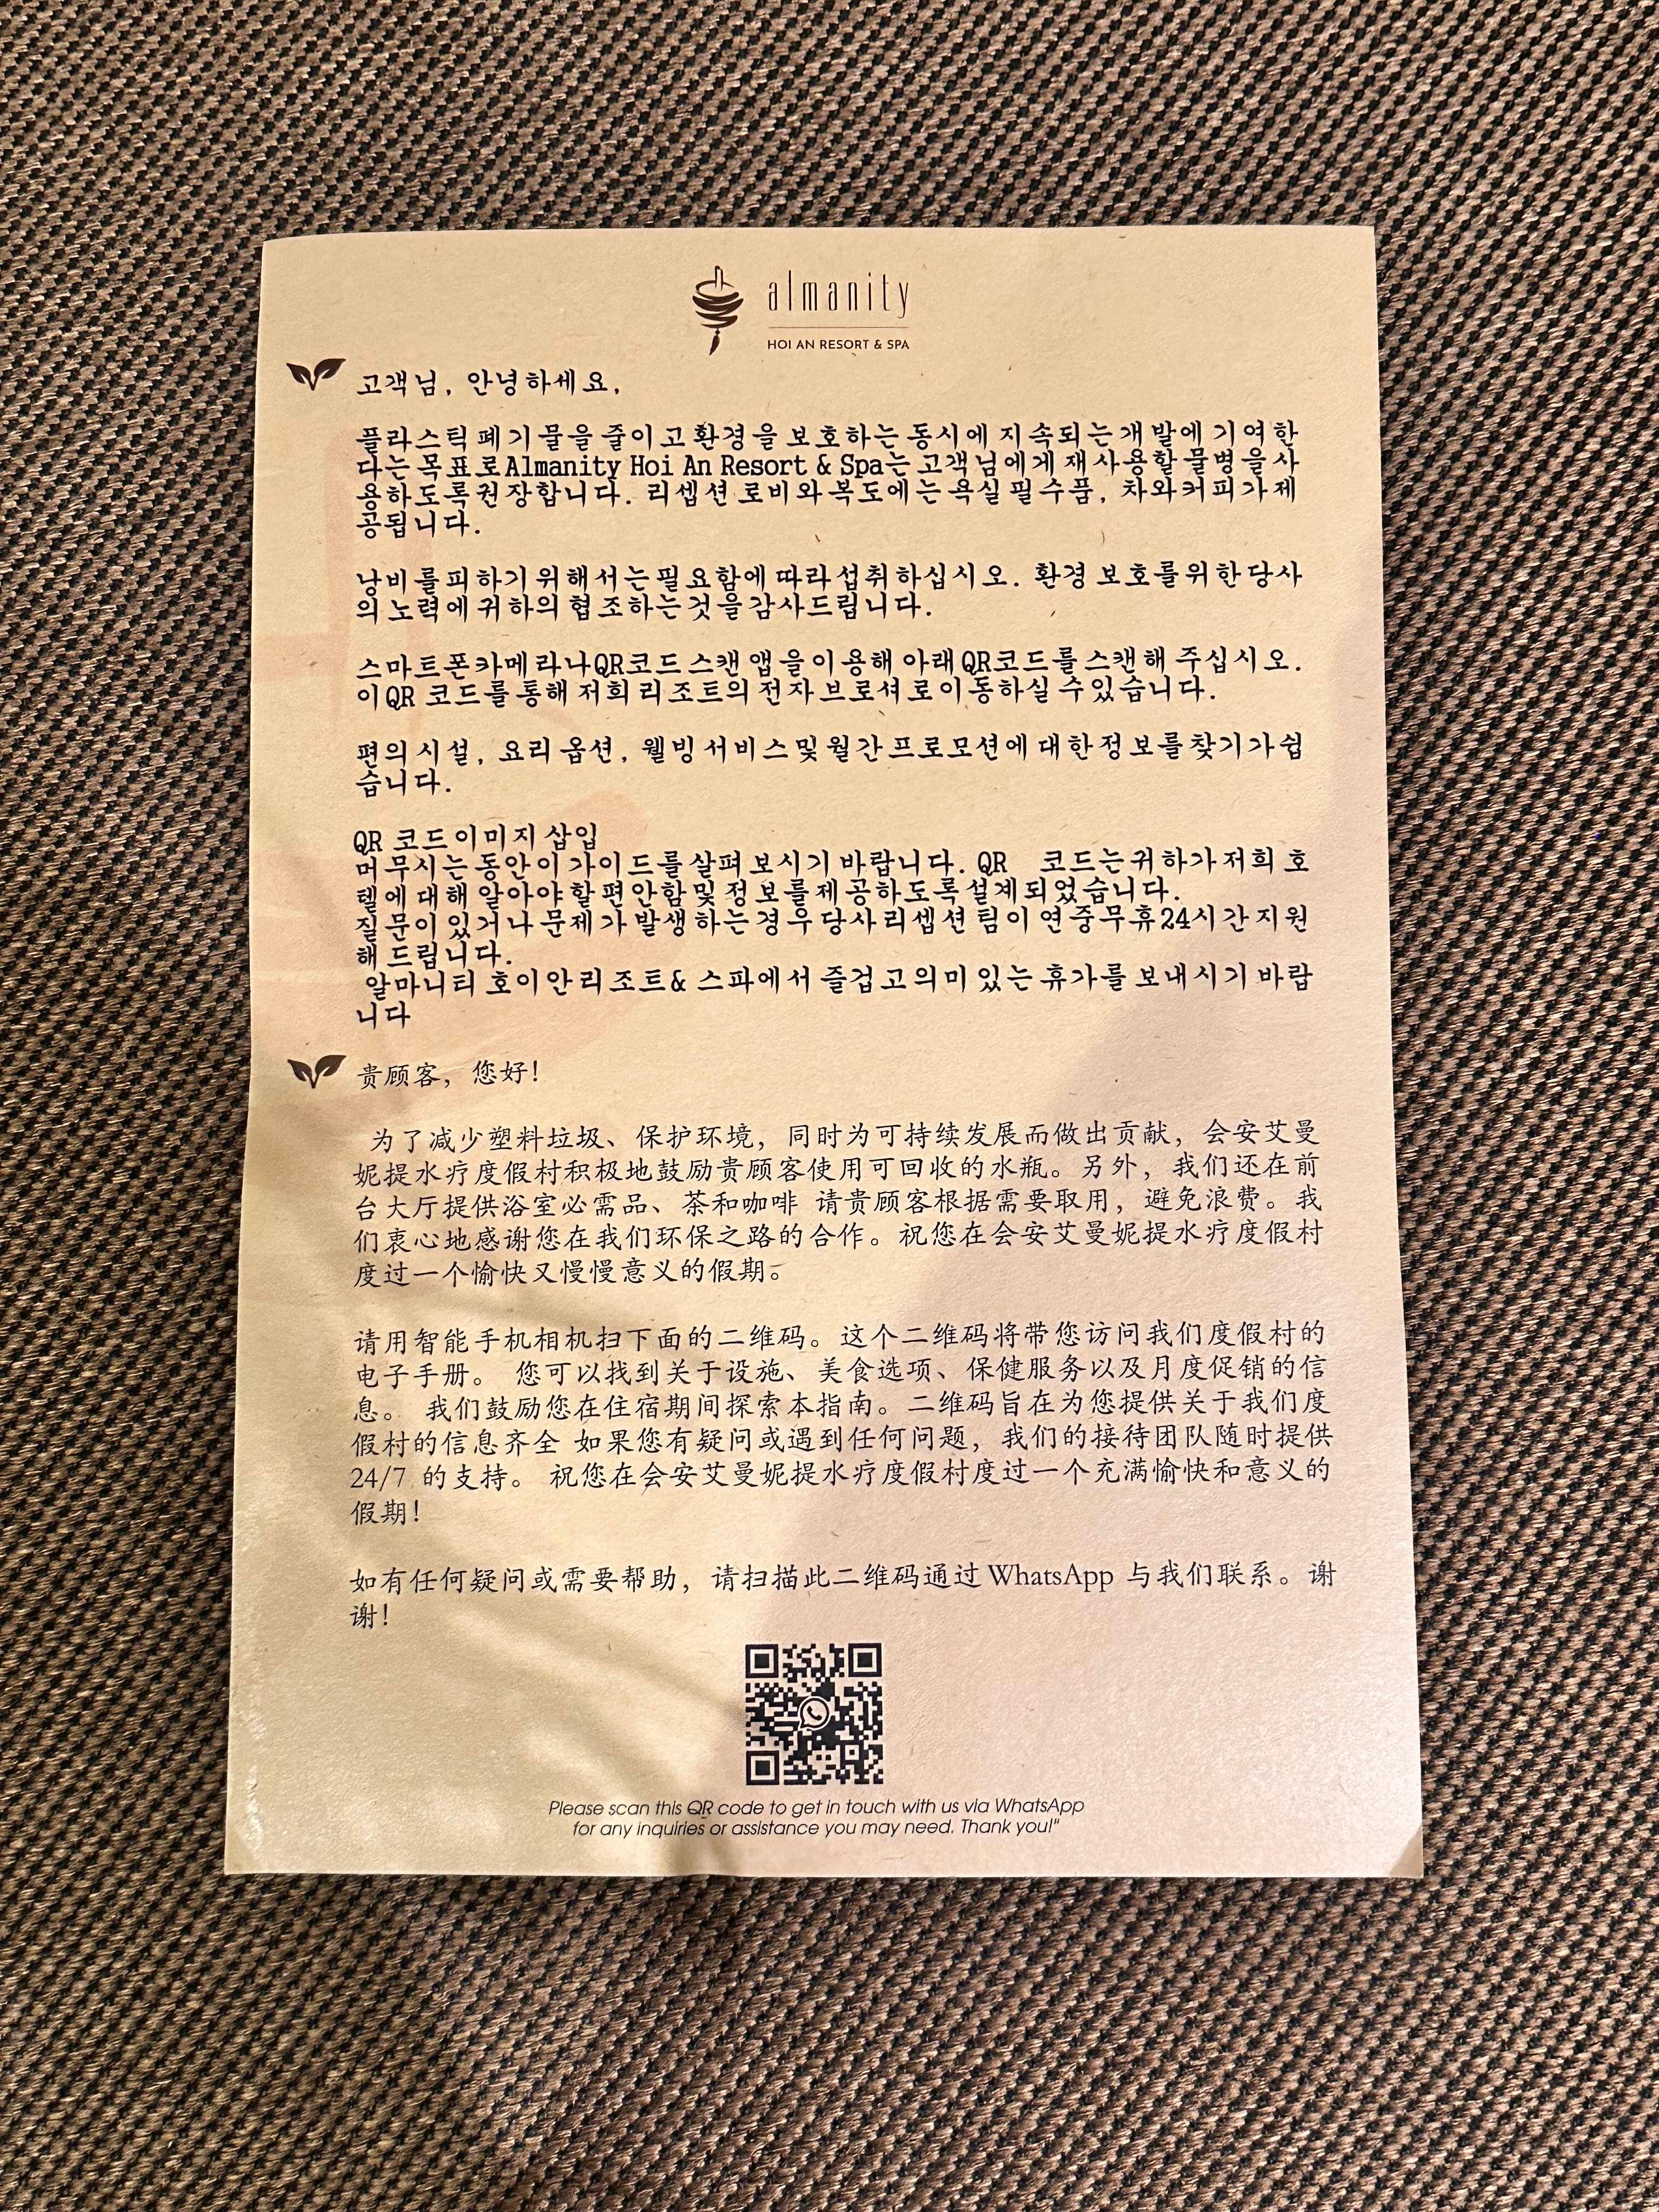 almanity
HOI AN RESORT & SPA
고객님, 안녕하세요,
플라스틱 폐기물을 줄이고 환경을 보호하는 동시에 지속되는 개발에 기여한
다는 목표로 Almanity Hoi An Resort & Spa는 고객님에게 재사용할 물병을 사
용하도록 권장합니다. 리셉션 로비와 복도에는 욕실 필수품, 차와 커피가 제
공됩니다.
낭비를 피하기 위해서는 필요함에 따라 섭취하십시오. 환경 보호를 위한 당사
의 노력에 귀하의 협조하는 것을 감사드립니다.
스마트폰 카메라나 QR코드 스캔 앱을 이용해 아래 QR코드를 스캔해 주십시오.
이 QR 코드를 통해 저희 리조트의 전자 브로셔로 이동하실 수 있습니다.
편의 시설, 요리 옵션, 웰빙 서비스 및 월간 프로모션에 대한 정보를 찾기가 쉽
습니다.
QR 코드 이미지 삽입
머무시는 동안 이 가이드를 살펴 보시기 바랍니다. QR 코드는 귀하가 저희 호
텔에 대해 알아야 할 편안함 및 정보를 제공하도록 설계되었습니다.
질문이 있거나 문제가 발생하는 경우 당사 리셉션 팀이 연중무휴 24시간 지원
해 드립니다.
알마니티 호이안 리조트& 스파에서 즐겁고 의미 있는 휴가를 보내시기 바랍
니다
贵顾客，您好！
为了减少塑料垃圾、保护环境，同时为可持续发展而做出贡献，会安艾曼
妮提水疗度假村积极地鼓励贵顾客使用可回收的水瓶。另外，我们还在前
台大厅提供浴室必需品、茶和咖啡 请贵顾客根据需要取用，避免浪费。我
们衷心地感谢您在我们环保之路的合作。祝您在会安艾曼妮提水疗度假村
度过一个愉快又慢慢意义的假期。
请用智能手机相机扫下面的二维码。这个二维码将带您访问我们度假村的
电子手册。 您可以找到关于设施、美食选项、保健服务以及月度促销的信
息。 我们鼓励您在住宿期间探索本指南。二维码旨在为您提供关于我们度
假村的信息齐全 如果您有疑问或遇到任何问题，我们的接待团队随时提供
24/7 的支持。 祝您在会安艾曼妮提水疗度假村度过一个充满愉快和意义的
假期！
如有任何疑问或需要帮助，请扫描此二维码通过 WhatsApp 与我们联系。谢
谢！
Please scan this QR code to get in touch with us via WhatsApp
for any inquiries or assistance you may need. Thank you!"